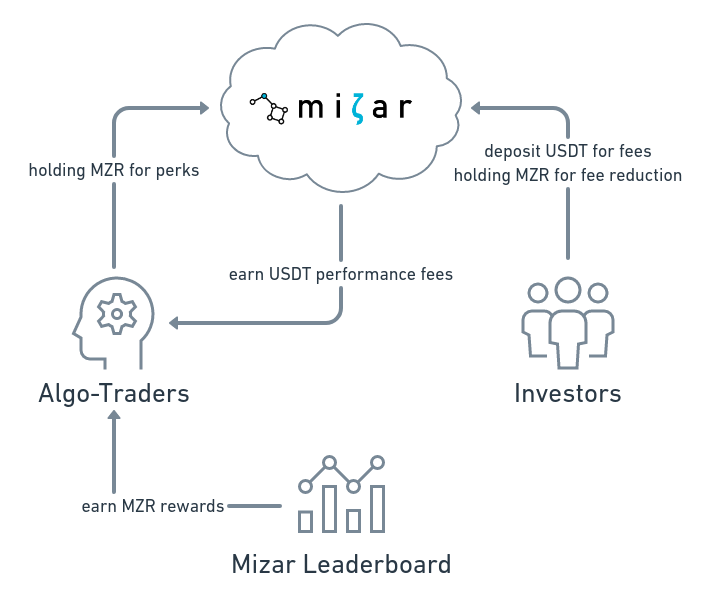 miζar
deposit USDT for fees
holding MZR for fee reduction
holding MZR for perks
earn USDT performance fees
Algo-Traders
Investors
earn MZR rewards
Mizar Leaderboard